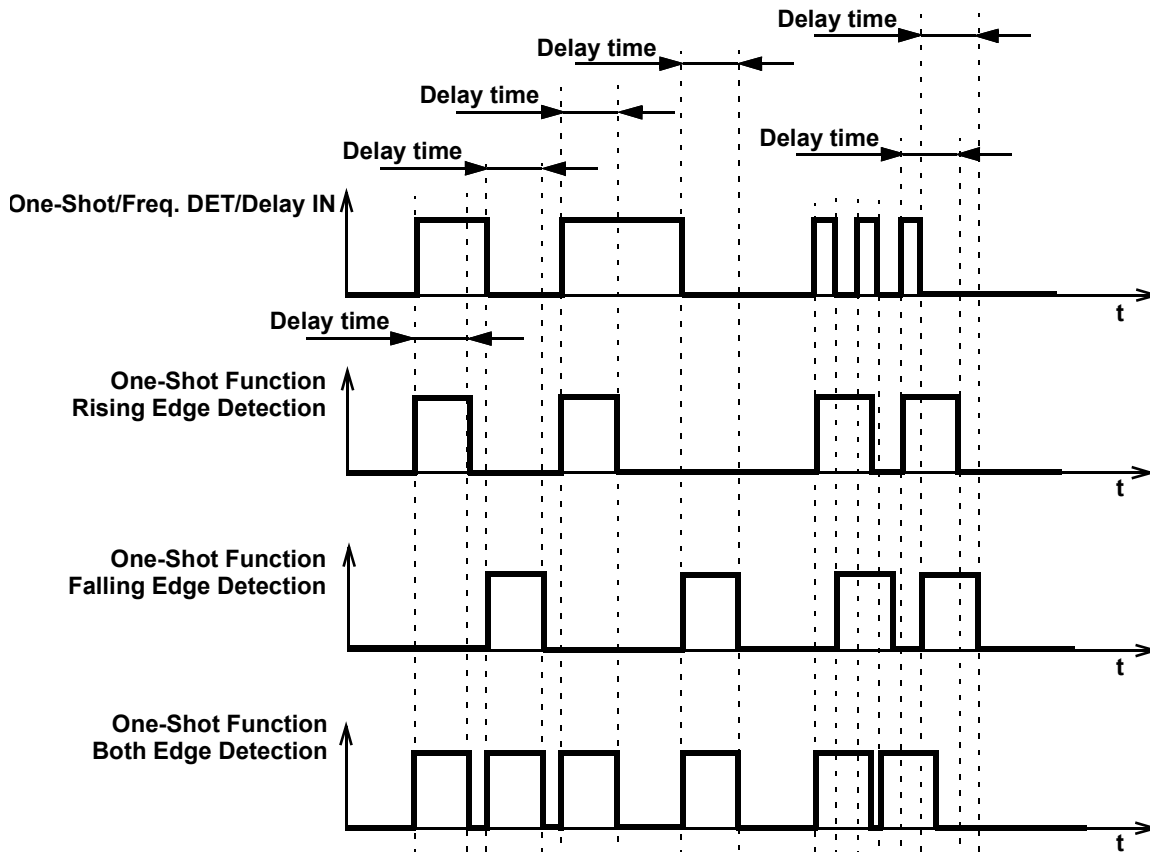 Delay time
Delay time
Delay time
Delay time
Delay time
One-Shot/Freq. DET/Delay IN
t
Delay time
One-Shot Function
Rising Edge Detection
t
One-Shot Function
Falling Edge Detection
t
One-Shot Function
Both Edge Detection
t